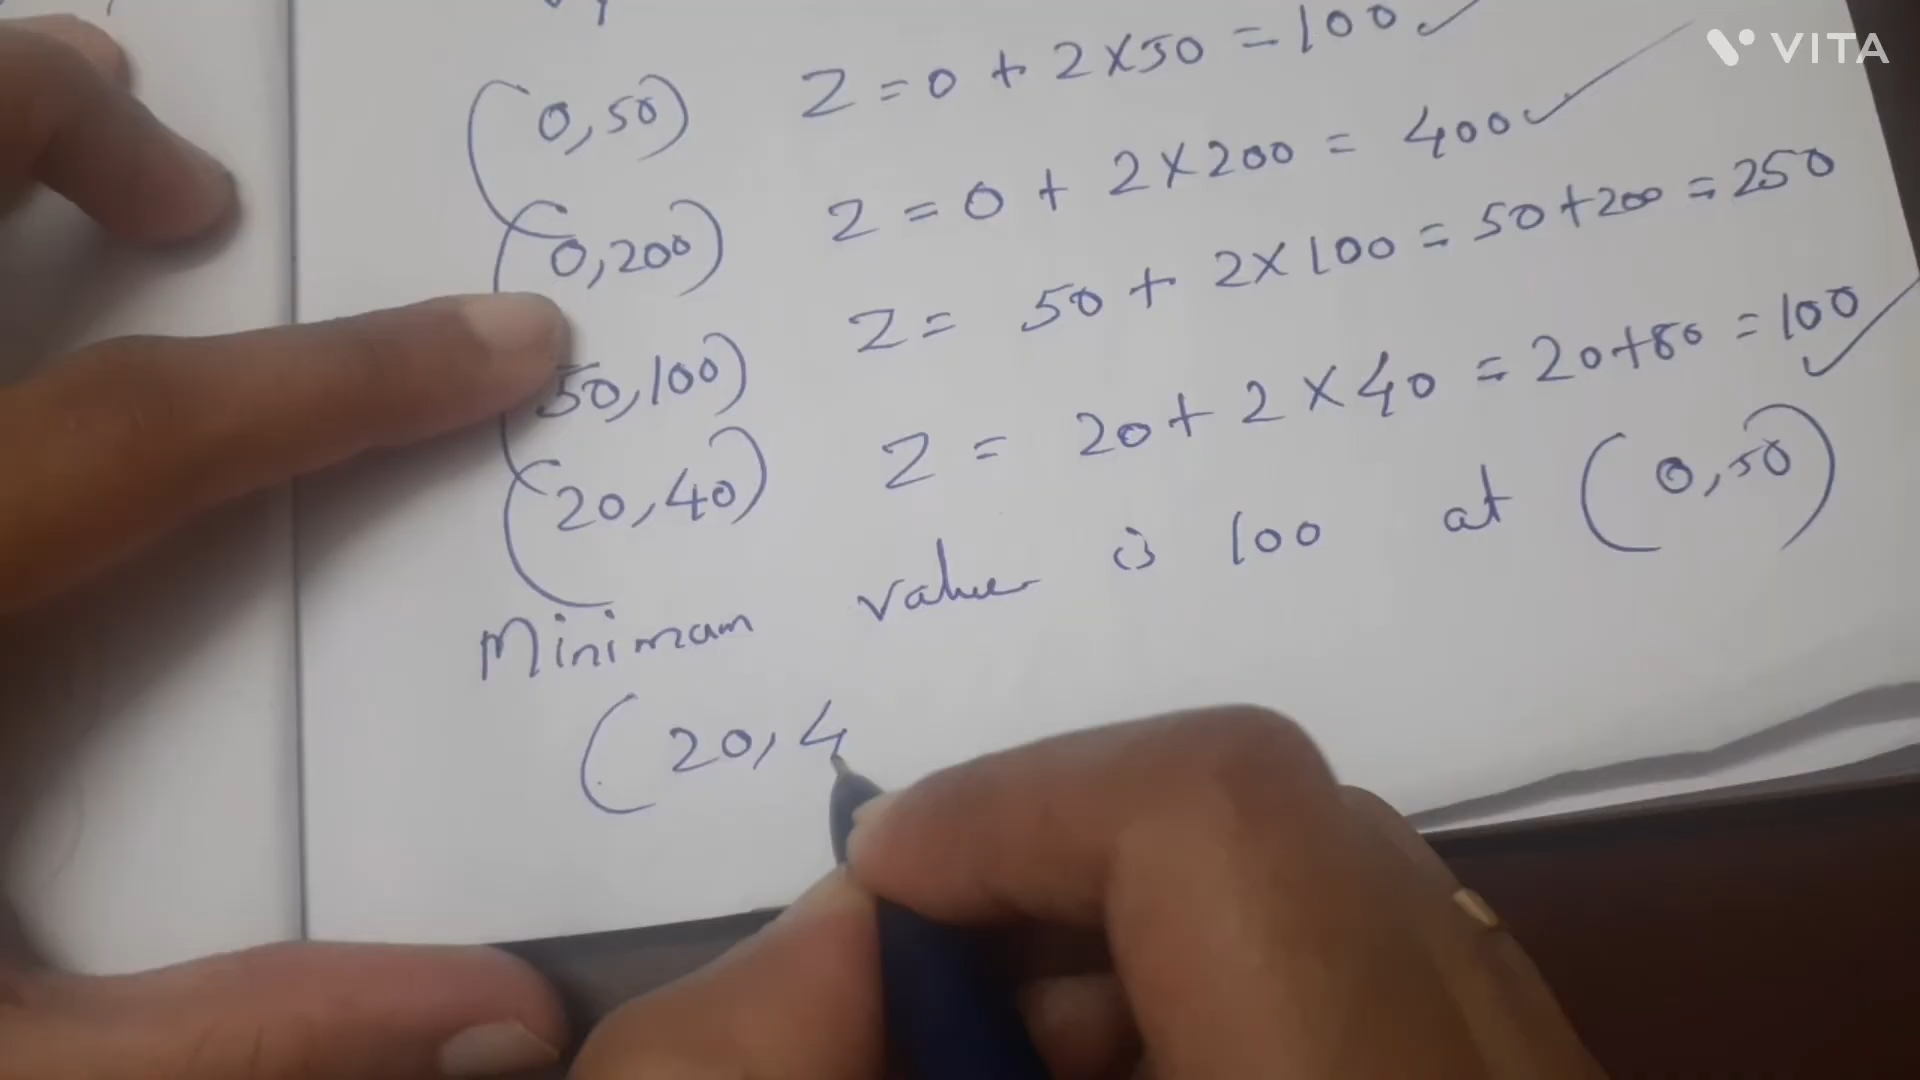 VITA
(0,50) Z = 0 + 2×50 = 100 ✓
(0,200) Z = 0 + 2×200 = 400 ✓
50,100) Z = 50 + 2×100 = 50+200 = 250
(20,40) Z = 20 + 2×40 = 20+80 = 100 ✓
Minimum value is 100 at (0,50)
(20,4